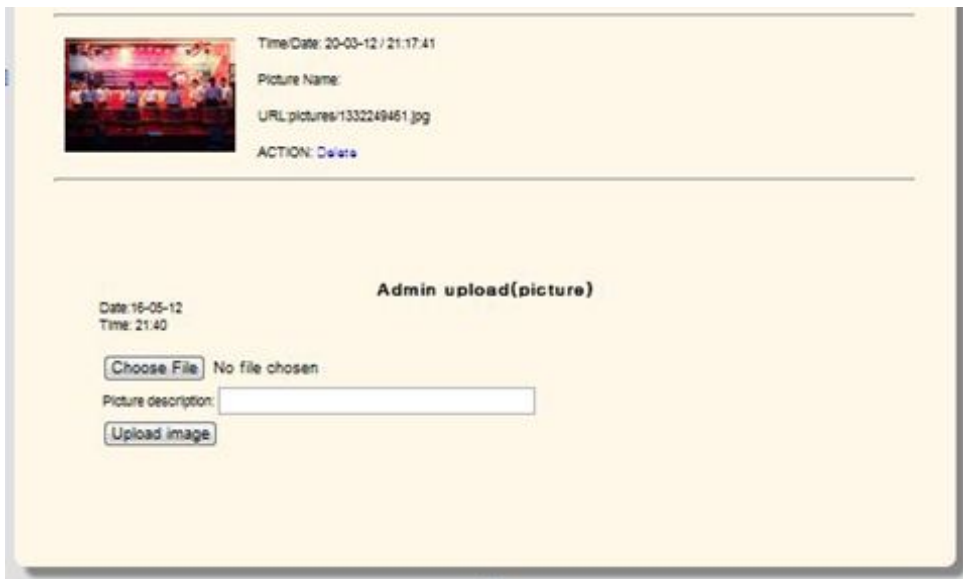 Time/Date: 20-03-12 / 21:17:41
Picture Name:
URL:pictures/1332249461.jpg
ACTION: Delete
Admin upload(picture)
Date:16-05-12
Time: 21:40
Choose File No file chosen
Picture description:
Upload image